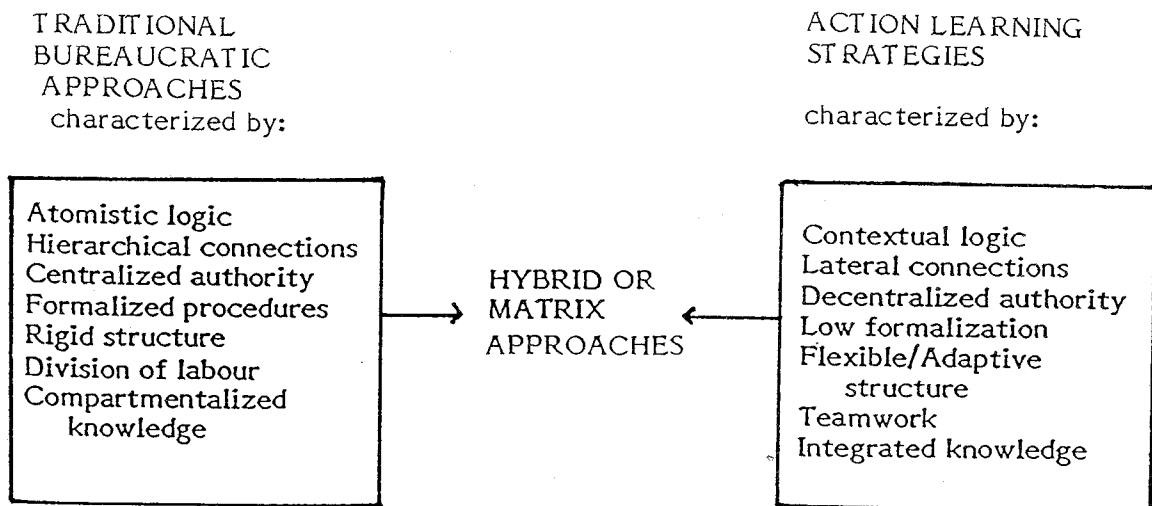 TRADITIONAL
BUREAUCRATIC
APPROACHES
characterized by:
Atomistic logic
Hierarchical connections
Centralized authority
Formalized procedures
Rigid structure
Division of labour
Compartmentalized
knowledge
HYBRID OR
MATRIX
APPROACHES
ACTION LEARNING
STRATEGIES
characterized by:
Contextual logic
Lateral connections
Decentralized authority
Low formalization
Flexible/Adaptive
structure
Teamwork
Integrated knowledge